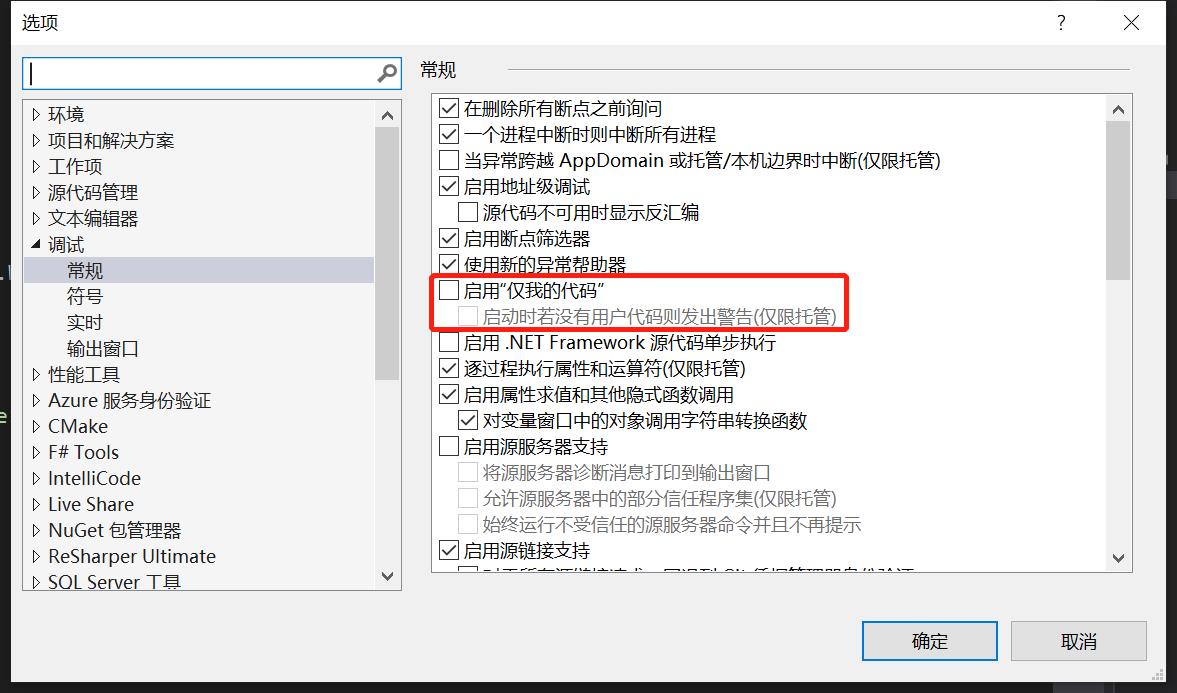 选项
?
常规
环境
项目和解决方案
工作项
源代码管理
文本编辑器
调试
常规
符号
实时
输出窗口
性能工具
Azure 服务身份验证
CMake
F# Tools
IntelliCode
Live Share
NuGet 包管理器
ReSharper Ultimate
SQL Server 工具
在删除所有断点之前询问
一个进程中断时则中断所有进程
当异常跨越 AppDomain 或托管/本机边界时中断(仅限托管)
启用地址级调试
源代码不可用时显示反汇编
启用断点筛选器
使用新的异常帮助器
启用“仅我的代码”
启动时若没有用户代码则发出警告(仅限托管)
启用 .NET Framework 源代码单步执行
逐过程执行属性和运算符(仅限托管)
启用属性求值和其他隐式函数调用
对变量窗口中的对象调用字符串转换函数
启用源服务器支持
将源服务器诊断消息打印到输出窗口
允许源服务器中的部分信任程序集(仅限托管)
始终运行不受信任的源服务器命令并且不再提示
启用源链接支持
确定
取消